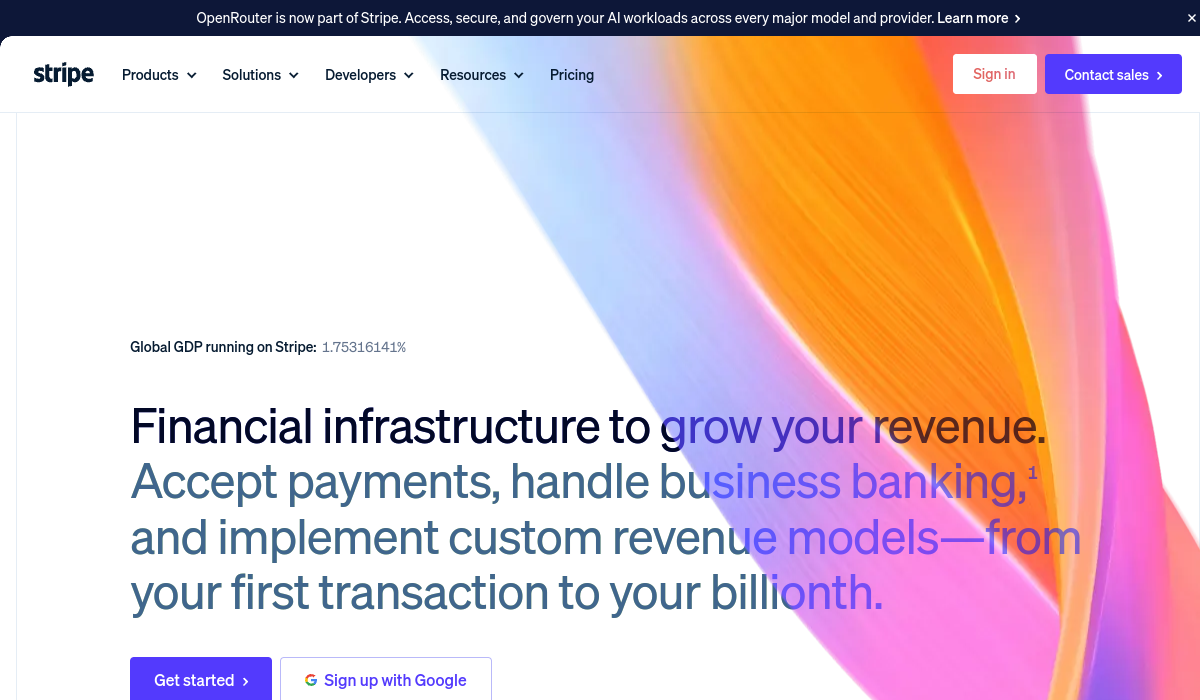 OpenRouter is now part of Stripe. Access, secure, and govern your AI workloads across every major model and provider. Learn more
stripe Products Solutions Developers Resources Pricing Sign in Contact sales
Global GDP running on Stripe: 1.75316141%
Financial infrastructure to grow your revenue.
Accept payments, handle business banking,¹
and implement custom revenue models—from
your first transaction to your billionth.
Get started Sign up with Google